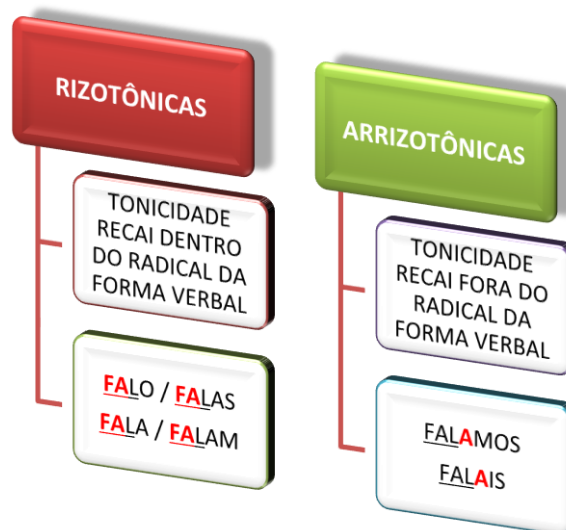 RIZOTÔNICAS
TONICIDADE
RECAI DENTRO
DO RADICAL DA
FORMA VERBAL
FALO / FALAS
FALA / FALAM
ARRIZOTÔNICAS
TONICIDADE
RECAI FORA DO
RADICAL DA
FORMA VERBAL
FALAMOS
FALAIS